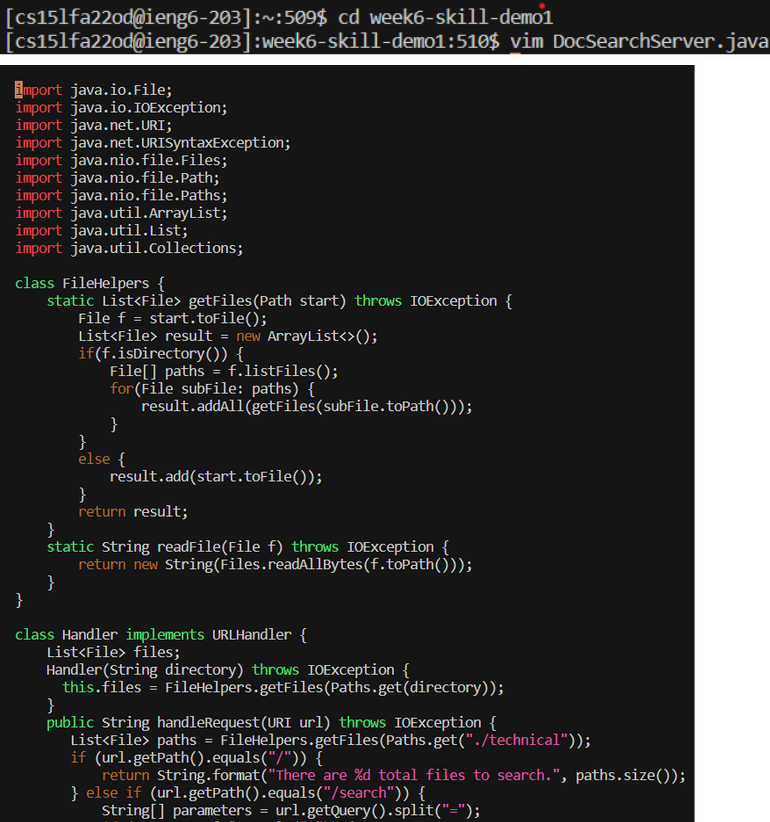 [cs15lfa22od@ieng6-203]:~:509$ cd week6-skill-demo1
[cs15lfa22od@ieng6-203]:week6-skill-demo1:510$ vim DocSearchServer.java
import java.io.File;
import java.io.IOException;
import java.net.URI;
import java.net.URISyntaxException;
import java.nio.file.Files;
import java.nio.file.Path;
import java.nio.file.Paths;
import java.util.ArrayList;
import java.util.List;
import java.util.Collections;
class FileHelpers {
    static List<File> getFiles(Path start) throws IOException {
        File f = start.toFile();
        List<File> result = new ArrayList<>();
        if(f.isDirectory()) {
            File[] paths = f.listFiles();
            for(File subFile: paths) {
                result.addAll(getFiles(subFile.toPath()));
            }
        }
        else {
            result.add(start.toFile());
        }
        return result;
    }
    static String readFile(File f) throws IOException {
        return new String(Files.readAllBytes(f.toPath()));
    }
}
class Handler implements URLHandler {
    List<File> files;
    Handler(String directory) throws IOException {
      this.files = FileHelpers.getFiles(Paths.get(directory));
    }
    public String handleRequest(URI url) throws IOException {
       List<File> paths = FileHelpers.getFiles(Paths.get("./technical"));
       if (url.getPath().equals("/")) {
           return String.format("There are %d total files to search.", paths.size());
       } else if (url.getPath().equals("/search")) {
           String[] parameters = url.getQuery().split("=");